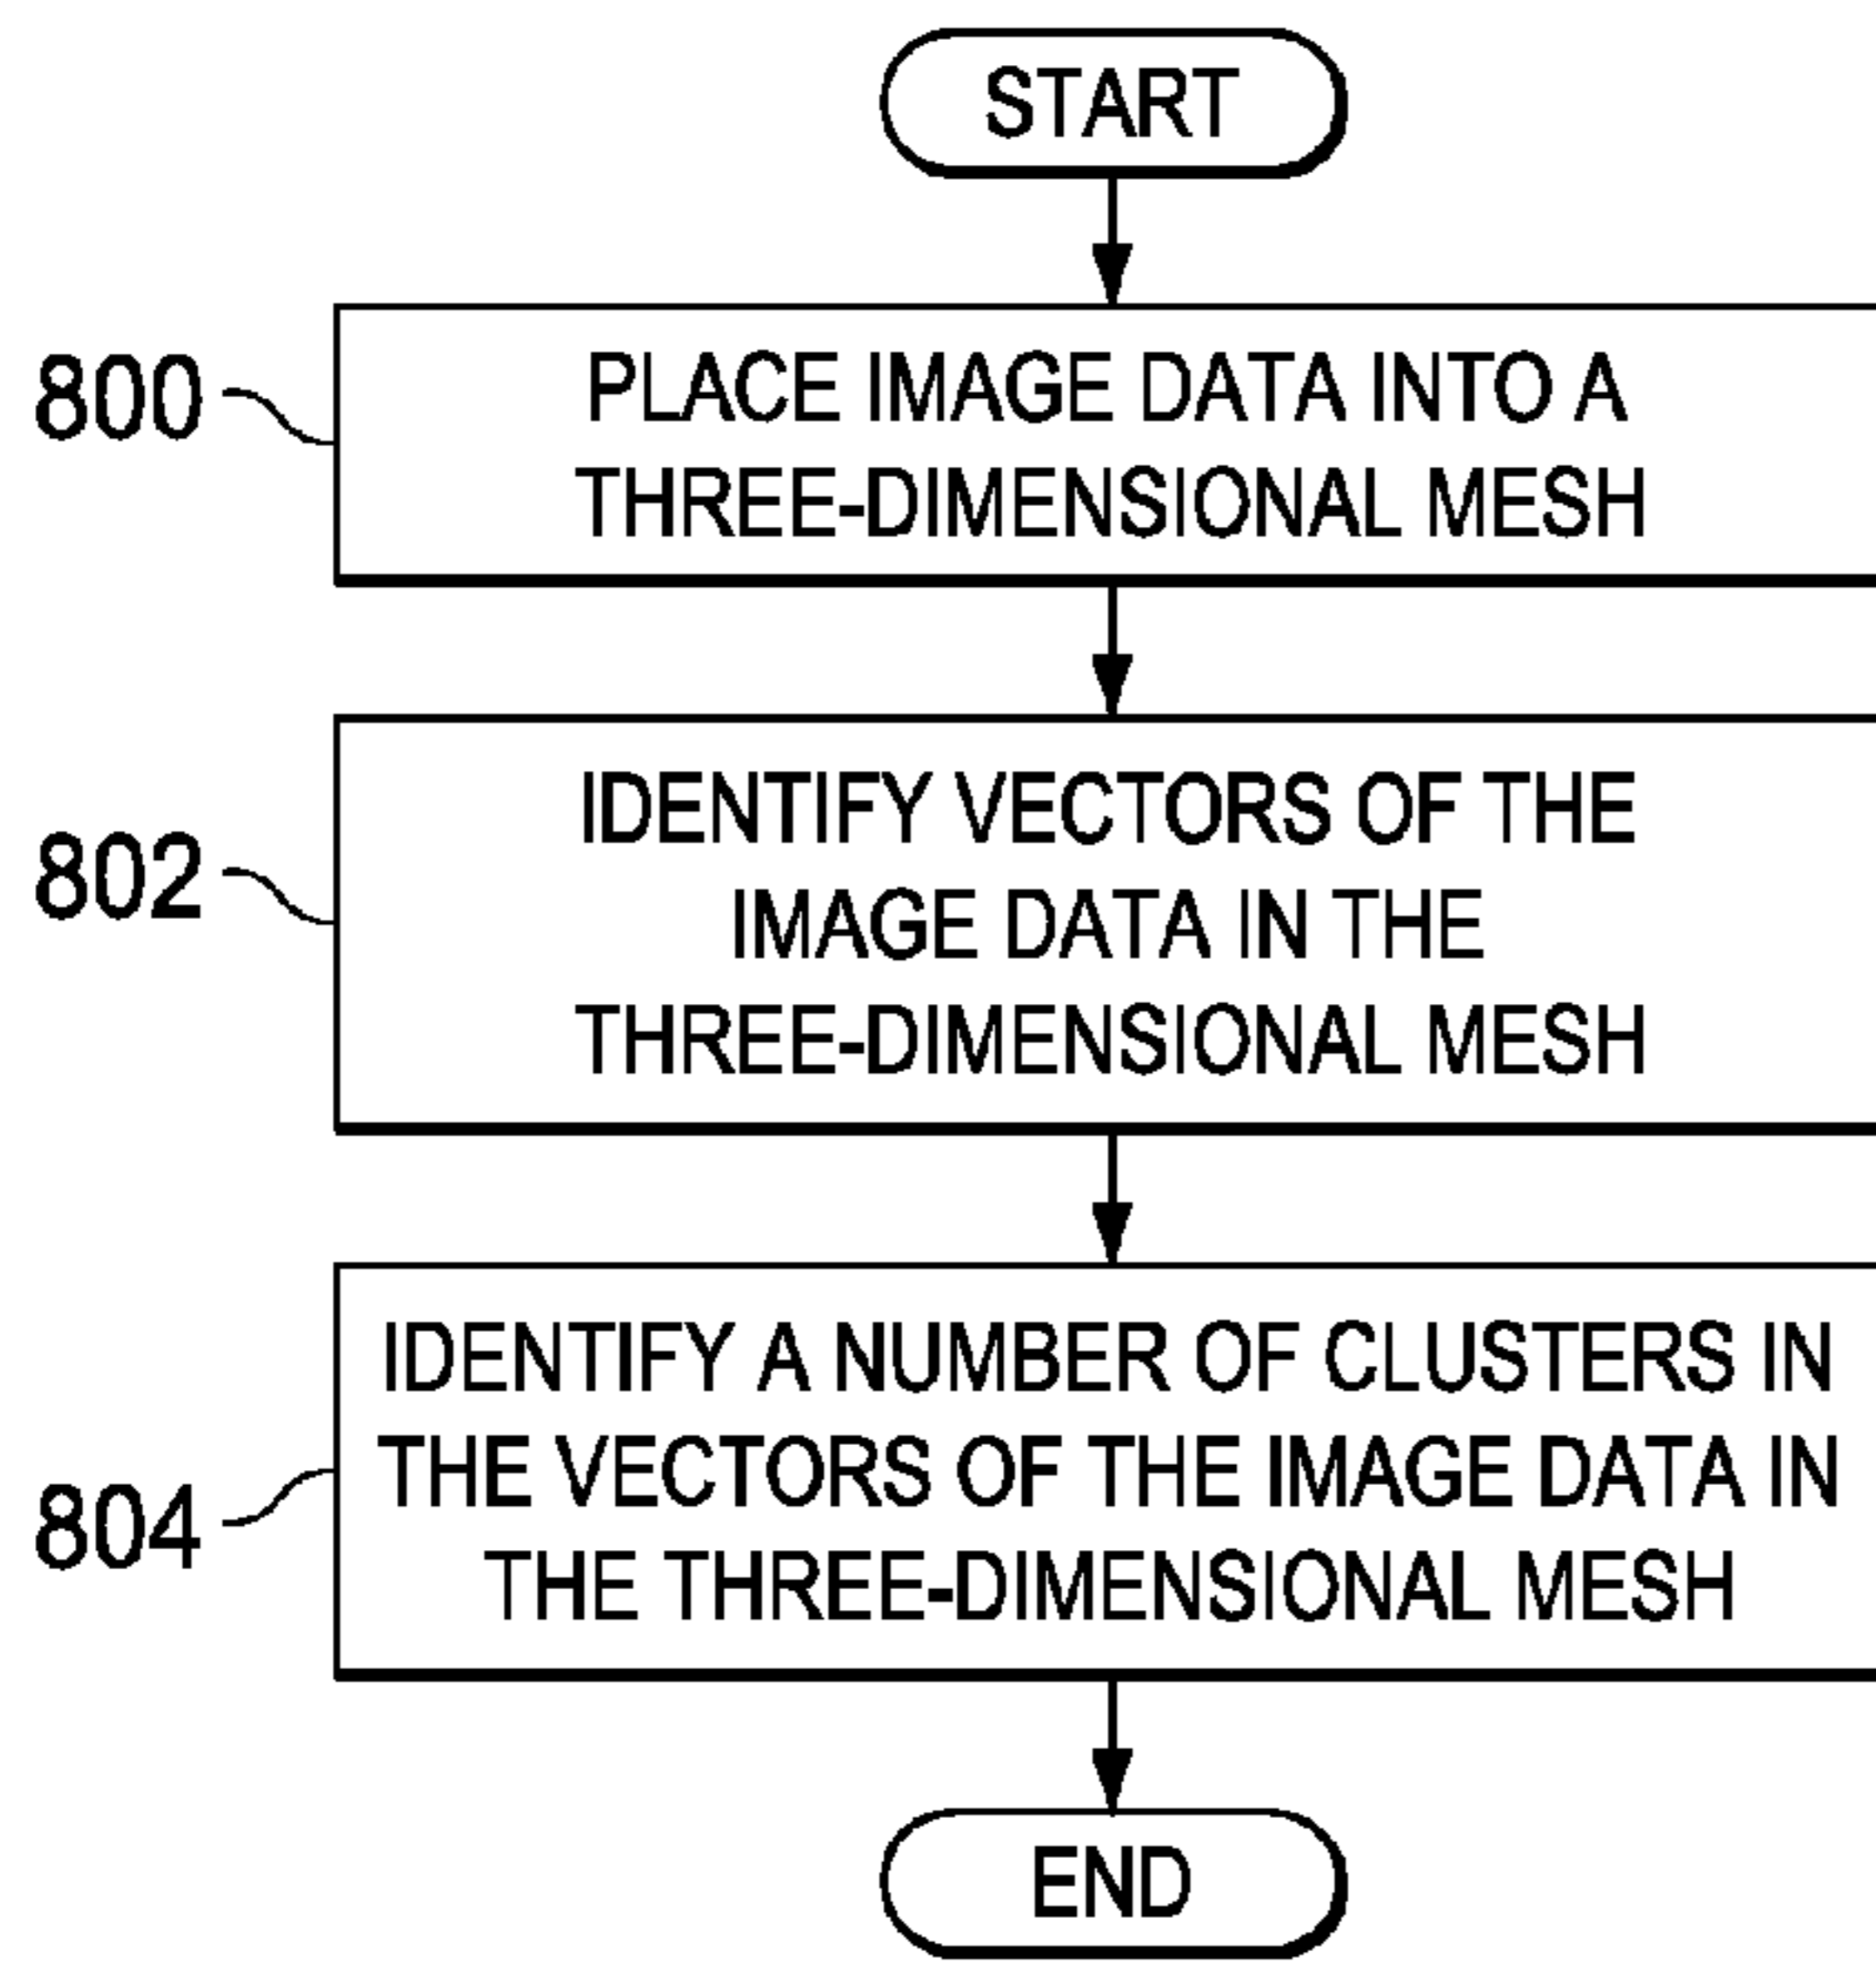 START
800
PLACE IMAGE DATA INTO A
THREE-DIMENSIONAL MESH
802
IDENTIFY VECTORS OF THE
IMAGE DATA IN THE
THREE-DIMENSIONAL MESH
804
IDENTIFY A NUMBER OF CLUSTERS IN
THE VECTORS OF THE IMAGE DATA IN
THE THREE-DIMENSIONAL MESH
END